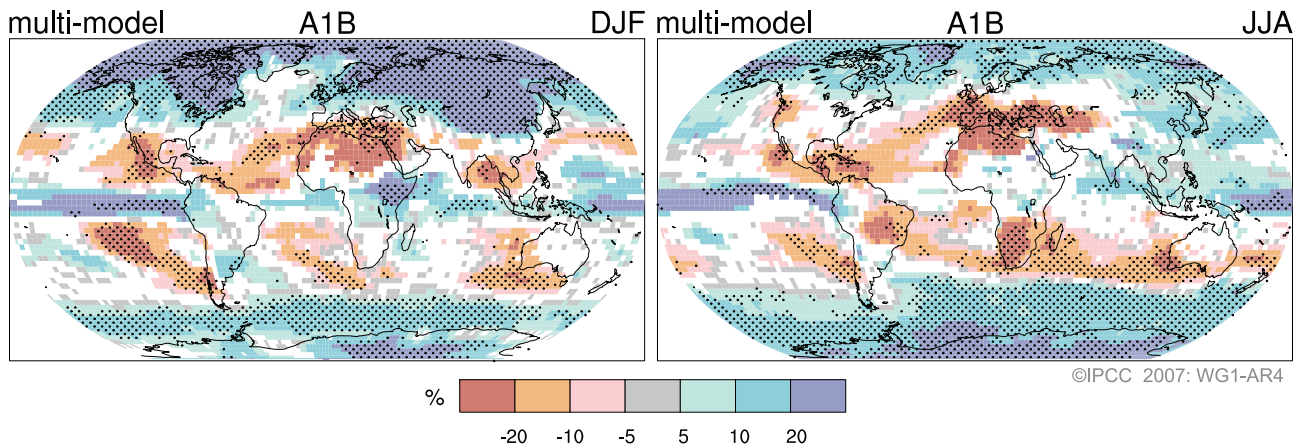 multi-model A1B DJF
multi-model A1B JJA
©IPCC 2007: WG1-AR4
%
-20 -10 -5 5 10 20